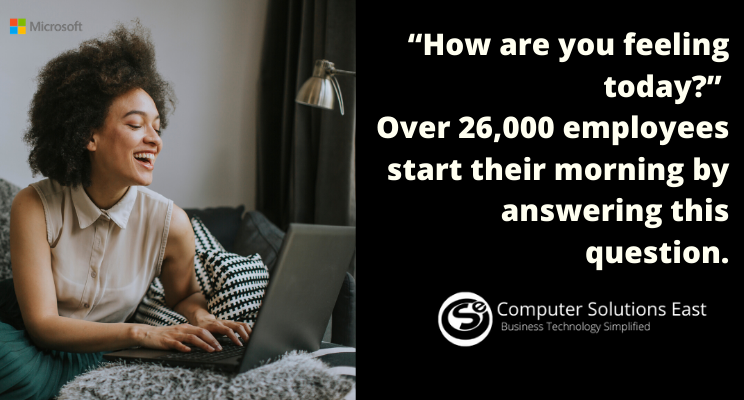 Microsoft
“How are you feeling
today?”
Over 26,000 employees
start their morning by
answering this
question.
Se
Computer Solutions East
Business Technology Simplified